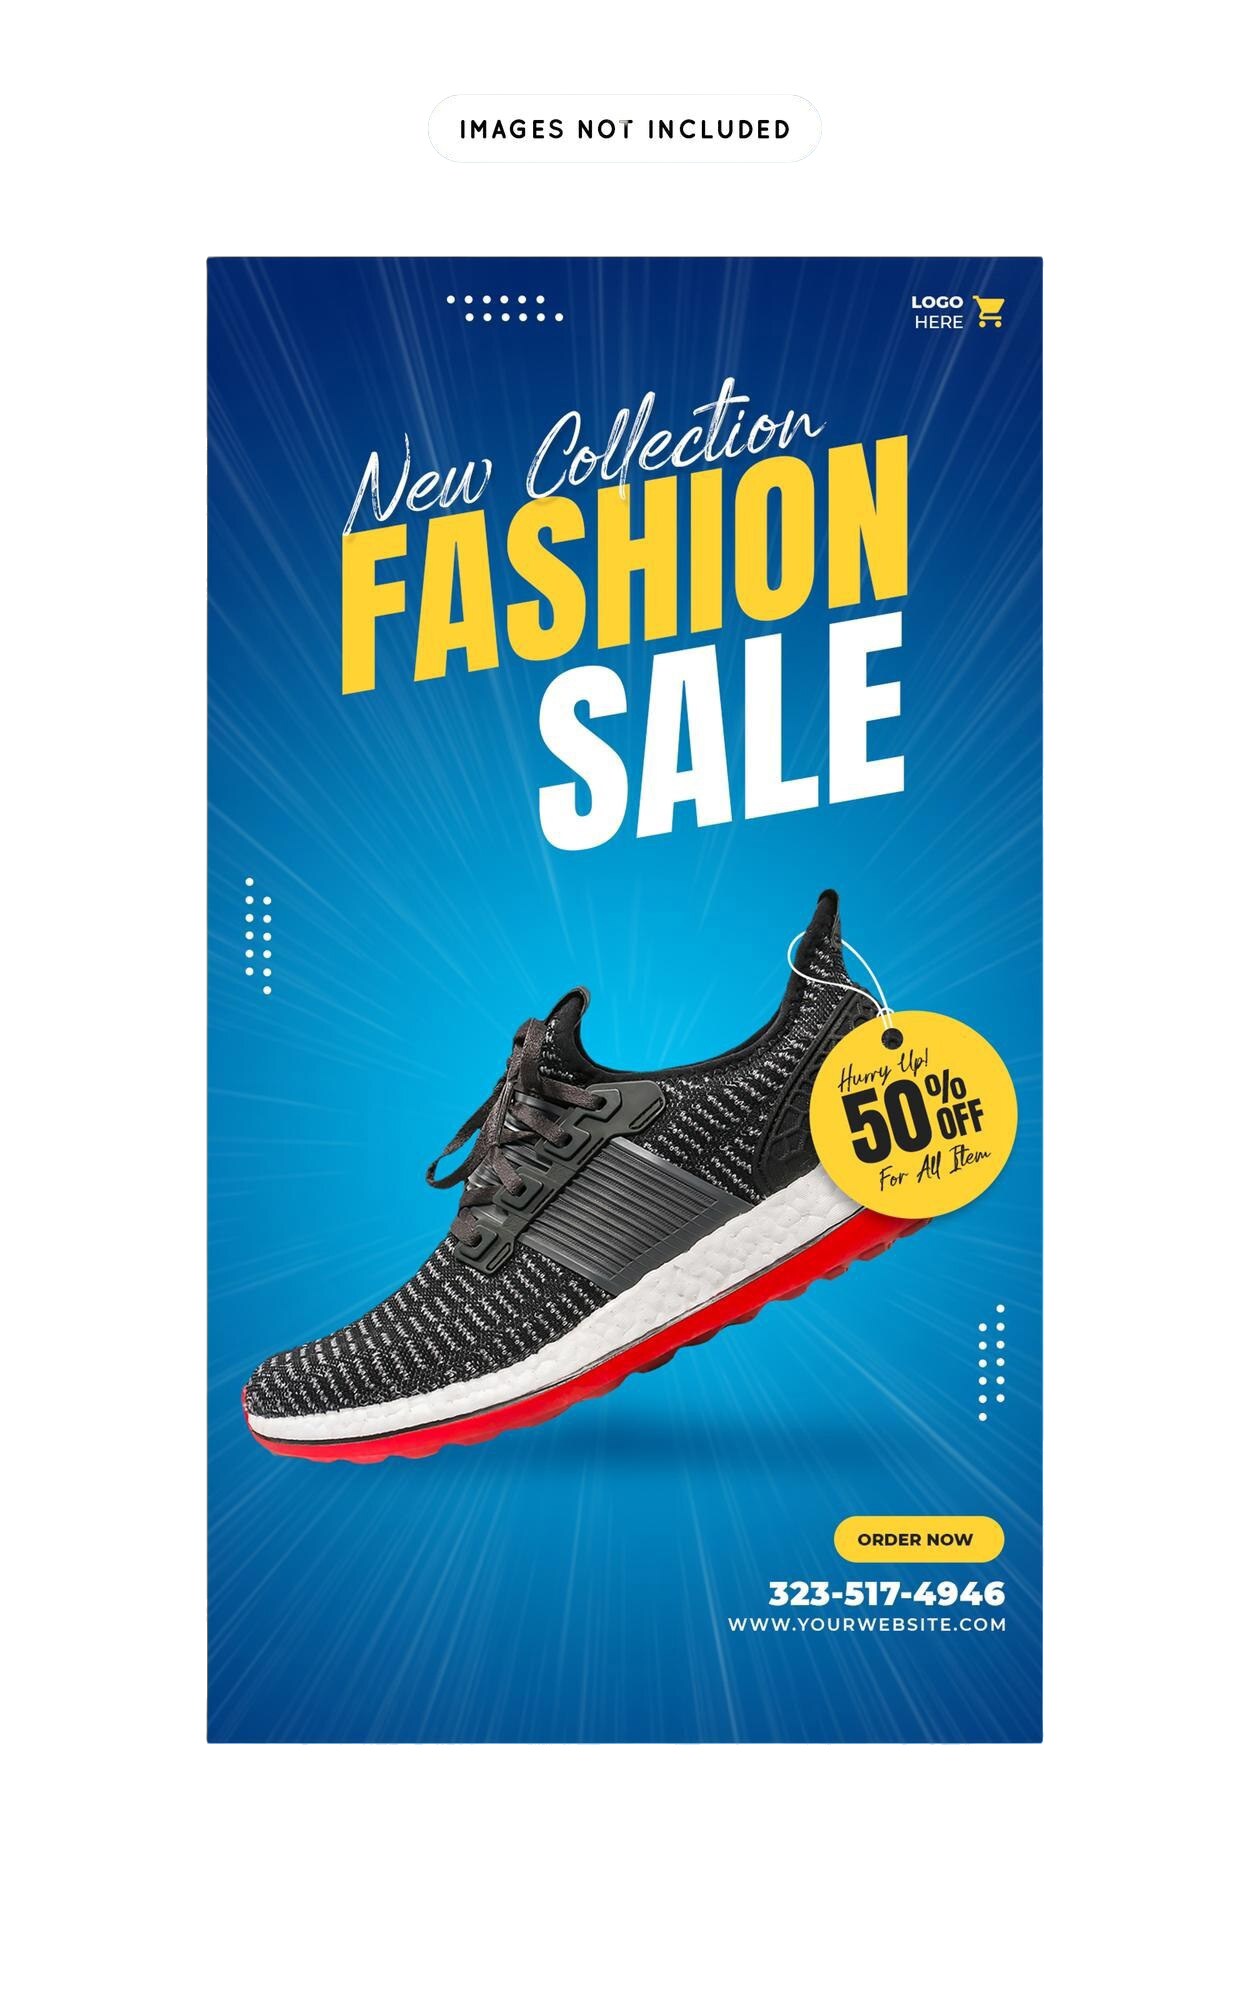 IMAGES NOT INCLUDED
LOGO
HERE
New Collection
FASHION
SALE
Hurry Up!
50% OFF
For All Item
ORDER NOW
323-517-4946
WWW.YOURWEBSITE.COM